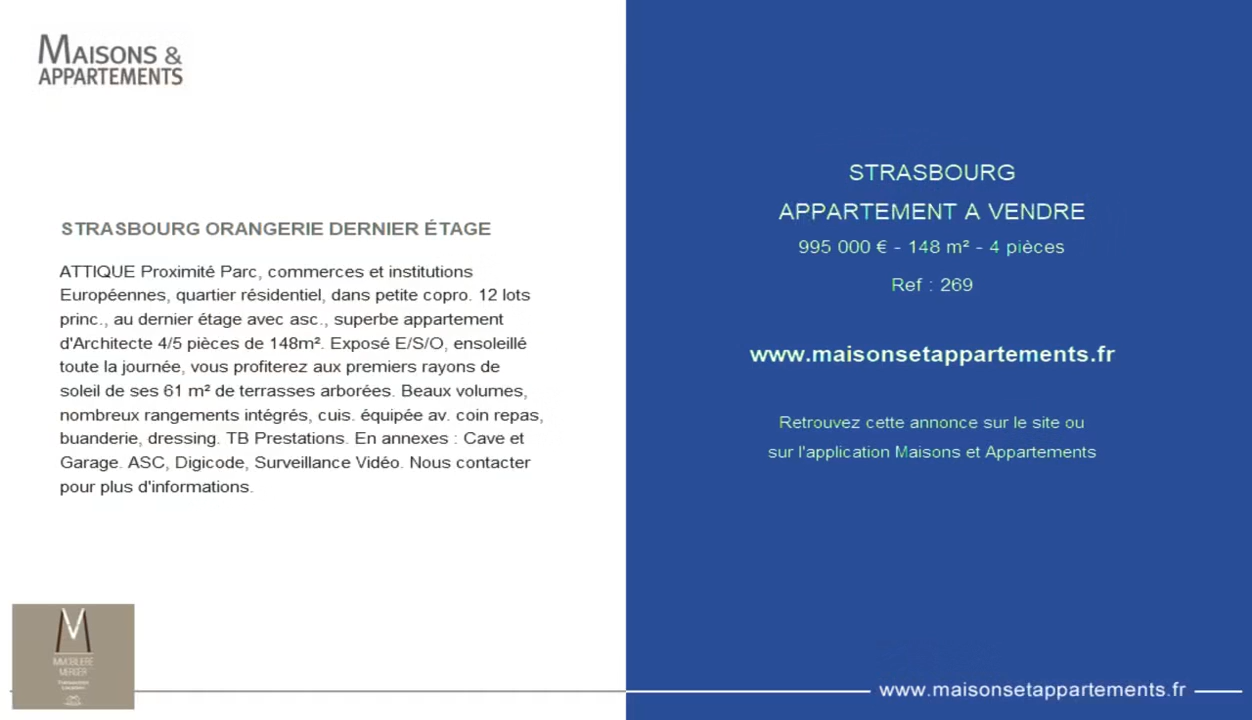 MAISONS &
APPARTEMENTS
STRASBOURG ORANGERIE DERNIER ÉTAGE
ATTIQUE Proximité Parc, commerces et institutions
Européennes, quartier résidentiel, dans petite copro. 12 lots
princ., au dernier étage avec asc., superbe appartement
d'Architecte 4/5 pièces de 148m². Exposé E/S/O, ensoleillé
toute la journée, vous profiterez aux premiers rayons de
soleil de ses 61 m² de terrasses arborées. Beaux volumes,
nombreux rangements intégrés, cuis. équipée av. coin repas,
buanderie, dressing. TB Prestations. En annexes : Cave et
Garage. ASC, Digicode, Surveillance Vidéo. Nous contacter
pour plus d'informations.
M
IMMOBILIERE
MERCIER
STRASBOURG
APPARTEMENT A VENDRE
995 000 € - 148 m² - 4 pièces
Ref : 269
www.maisonsetappartements.fr
Retrouvez cette annonce sur le site ou
sur l'application Maisons et Appartements
www.maisonsetappartements.fr